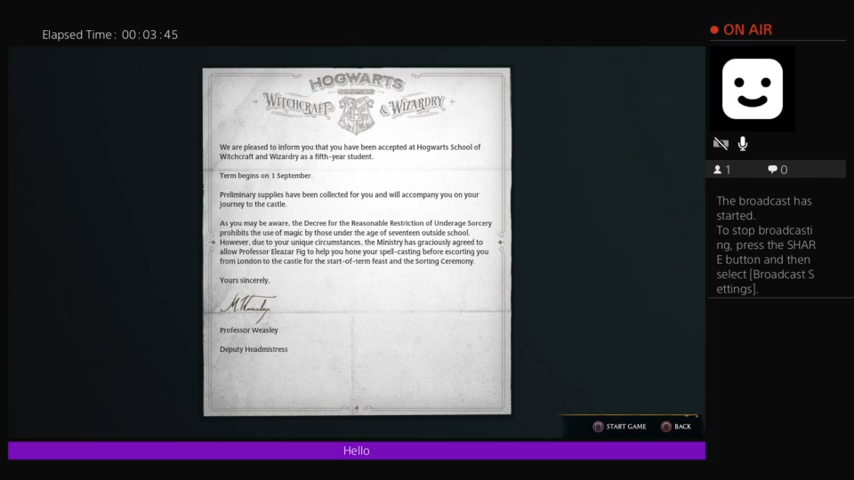 Elapsed Time: 00:03:45
ON AIR
HOGWARTS
WITCHCRAFT & WIZARDRY
We are pleased to inform you that you have been accepted at Hogwarts School of
Witchcraft and Wizardry as a fifth-year student.
Term begins on 1 September.
Preliminary supplies have been collected for you and will accompany you on your
journey to the castle.
As you may be aware, the Decree for the Reasonable Restriction of Underage Sorcery
prohibits the use of magic by those under the age of seventeen outside school.
However, due to your unique circumstances, the Ministry has graciously agreed to
allow Professor Eleazar Fig to help you hone your spell-casting before escorting you
from London to the castle for the start-of-term feast and the Sorting Ceremony.
Yours sincerely,
M Weasley
Professor Weasley
Deputy Headmistress
START GAME
BACK
Hello
1
0
The broadcast has
started.
To stop broadcasti
ng, press the SHAR
E button and then
select [Broadcast S
ettings].